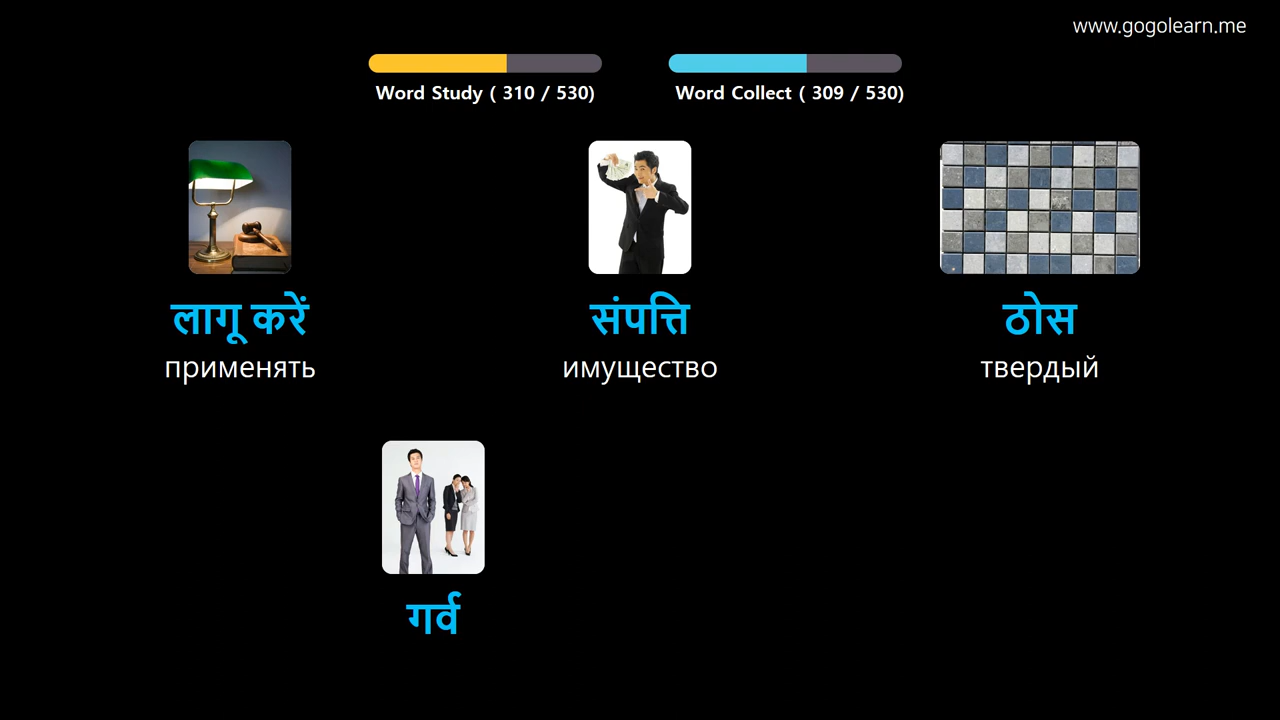 www.gogolearn.me
Word Study ( 310 / 530)
Word Collect ( 309 / 530)
लागू करें
применять
संपत्ति
имущество
ठोस
твердый
गर्व